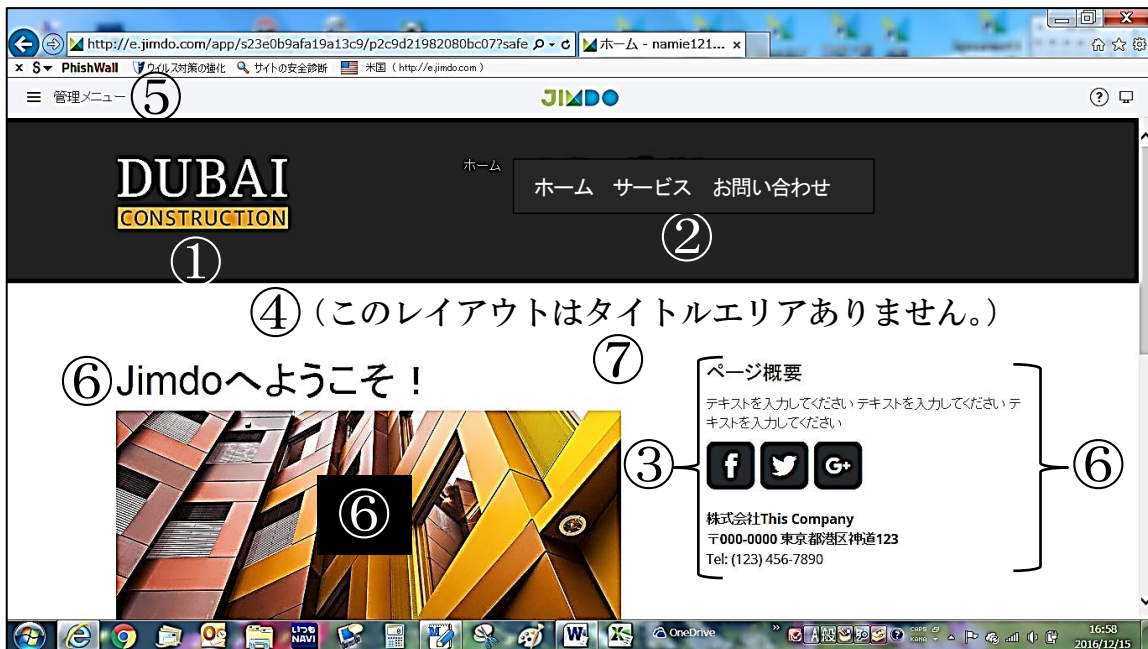 http://e.jimdo.com/app/s23e0b9afa19a13c9/p2c9d21982080bc07?safe
ホーム - namie121... ×
x S PhishWall ウイルス対策の強化 サイトの安全診断 米国 ( http://e.jimdo.com )
≡ 管理メニュー ⑤ JIMDO ?
DUBAI
CONSTRUCTION
①
ホーム
ホーム サービス お問い合わせ
②
④(このレイアウトはタイトルエリアありません。)
⑦
⑥Jimdoへようこそ！
⑥
③
ページ概要
テキストを入力してください テキストを入力してください テ
キストを入力してください
f G+
⑥
株式会社This Company
〒000-0000 東京都港区神道123
Tel: (123) 456-7890
いつも
NAVI
OneDrive
A 般
CAPS
KANA
16:58
2016/12/15